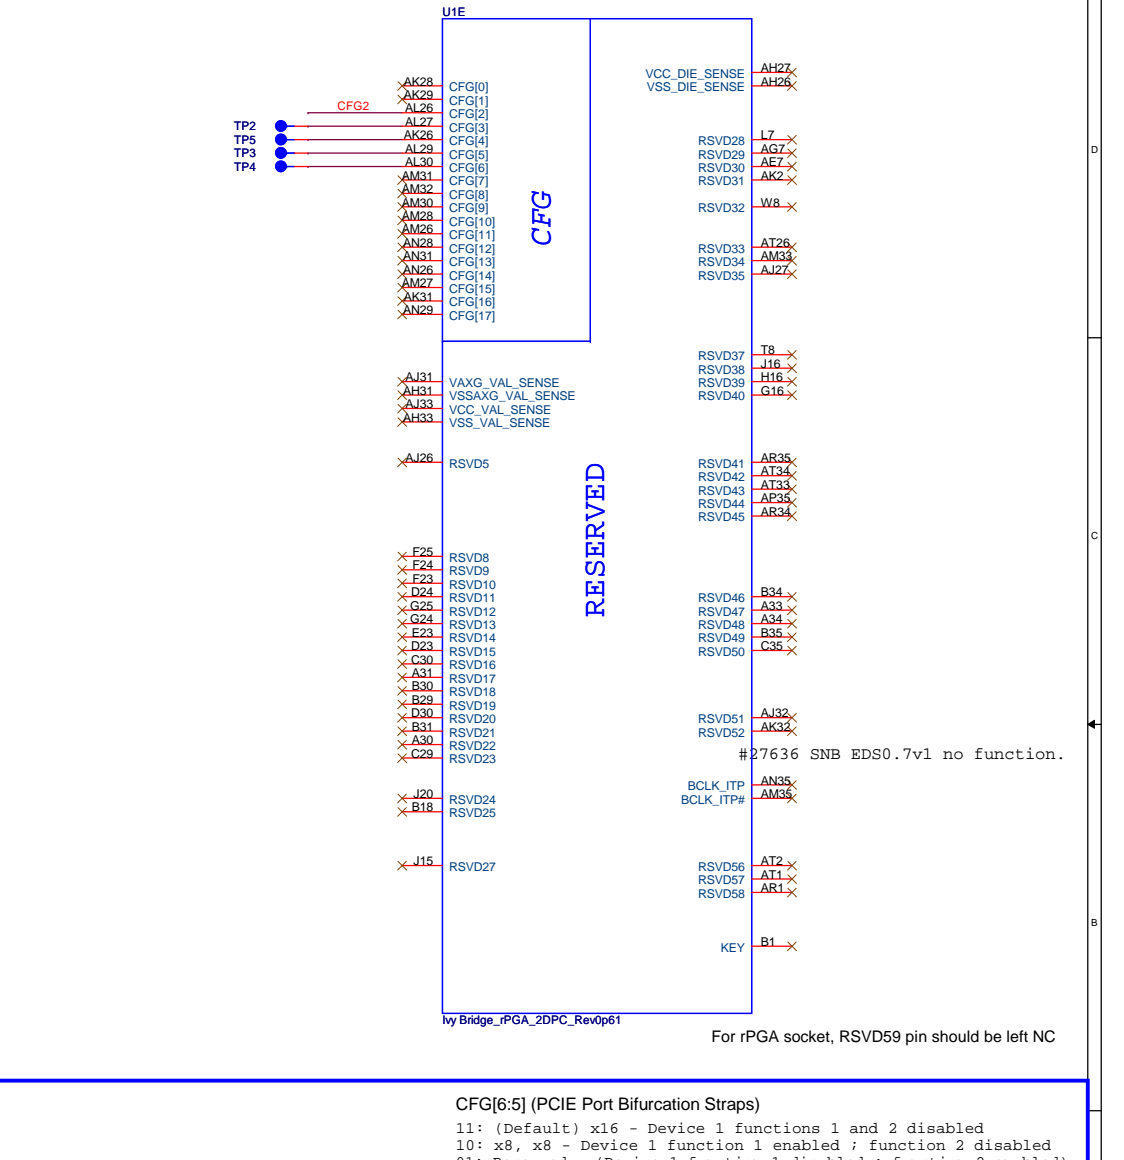 U1E
AK28 CFG[0]
AK29 CFG[1]
CFG2 AL26 CFG[2]
TP2 AL27 CFG[3]
TP5 AK26 CFG[4]
TP3 AL29 CFG[5]
TP4 AL30 CFG[6]
AM31 CFG[7]
AM32 CFG[8]
AM30 CFG[9]
AM28 CFG[10]
AM26 CFG[11]
AN28 CFG[12]
AN31 CFG[13]
AN26 CFG[14]
AM27 CFG[15]
AK31 CFG[16]
AN29 CFG[17]
CFG
AJ31 VAXG_VAL_SENSE
AH31 VSSAXG_VAL_SENSE
AJ33 VCC_VAL_SENSE
AH33 VSS_VAL_SENSE
AJ26 RSVD5
RESERVED
F25 RSVD8
F24 RSVD9
F23 RSVD10
D24 RSVD11
G25 RSVD12
G24 RSVD13
E23 RSVD14
D23 RSVD15
C30 RSVD16
A31 RSVD17
B30 RSVD18
B29 RSVD19
D30 RSVD20
B31 RSVD21
A30 RSVD22
C29 RSVD23
J20 RSVD24
B18 RSVD25
J15 RSVD27
VCC_DIE_SENSE AH27
VSS_DIE_SENSE AH26
RSVD28 L7
RSVD29 AG7
RSVD30 AE7
RSVD31 AK2
RSVD32 W8
RSVD33 AT26
RSVD34 AM33
RSVD35 AJ27
RSVD37 T8
RSVD38 J16
RSVD39 H16
RSVD40 G16
RSVD41 AR35
RSVD42 AT34
RSVD43 AT33
RSVD44 AP35
RSVD45 AR34
RSVD46 B34
RSVD47 A33
RSVD48 A34
RSVD49 B35
RSVD50 C35
RSVD51 AJ32
RSVD52 AK32
#27636 SNB EDS0.7v1 no function.
BCLK_ITP AN35
BCLK_ITP# AM35
RSVD56 AT2
RSVD57 AT1
RSVD58 AR1
KEY B1
D
C
B
Ivy Bridge_rPGA_2DPC_Rev0p61
For rPGA socket, RSVD59 pin should be left NC
CFG[6:5] (PCIE Port Bifurcation Straps)
11: (Default) x16 - Device 1 functions 1 and 2 disabled
10: x8, x8 - Device 1 function 1 enabled ; function 2 disabled